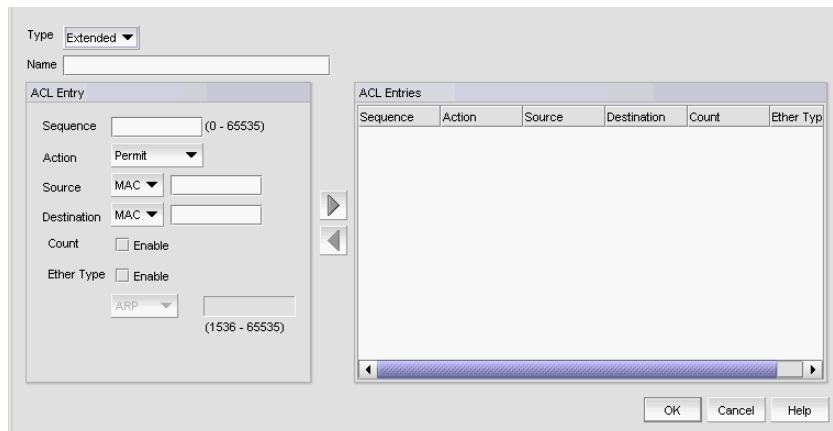 Type Extended
Name
ACL Entry
Sequence (0 - 65535)
Action Permit
Source MAC
Destination MAC
Count Enable
Ether Type Enable
ARP
(1536 - 65535)
ACL Entries
Sequence Action Source Destination Count Ether Typ
OK Cancel Help